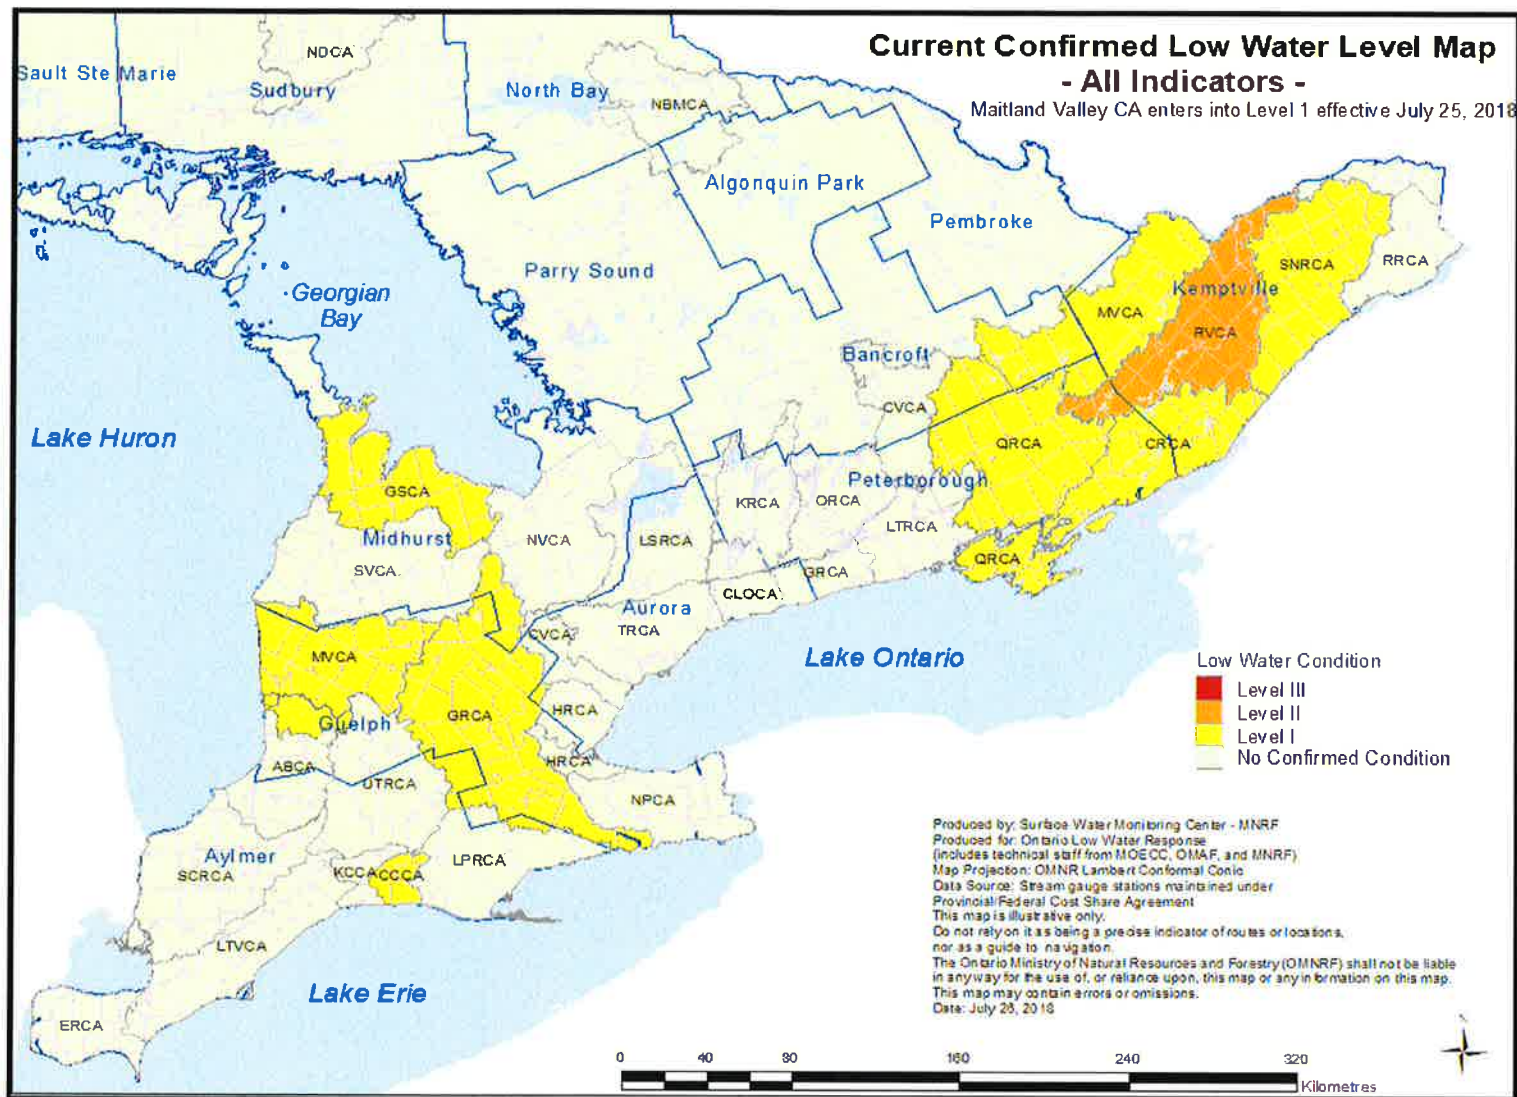 Current Confirmed Low Water Level Map
- All Indicators -
Maitland Valley CA enters into Level 1 effective July 25, 2018
NDCA
Sault Ste Marie
Sudbury
North Bay
NBMCA
Algonquin Park
Pembroke
Parry Sound
Georgian
Bay
SNRCA
RRCA
Kemptville
MVCA
RVCA
Bancroft
CVCA
Lake Huron
QRCA
CRCA
GSCA
Peterborough
KRCA
ORCA
LTRCA
Midhurst
NVCA
LSRCA
SVCA
QRCA
GRCA
CLOCA
Aurora
CVCA
TRCA
MVCA
Lake Ontario
Low Water Condition
Level III
Level II
Level I
No Confirmed Condition
GRCA
HRCA
Guelph
ABCA
UTRCA
HRCA
NPCA
Aylmer
SCRCA
KCCA
CCCA
LPRCA
LTVCA
Lake Erie
ERCA
Produced by: Surface Water Monitoring Center - MNRF
Produced for: Ontario Low Water Response
(includes technical staff from MOECC, OMAF, and MNRF)
Map Projection: OMNR Lambert Conformal Conic
Data Source: Stream gauge stations maintained under
Provincial/Federal Cost Share Agreement
This map is illustrative only.
Do not rely on it as being a precise indicator of routes or locations,
nor as a guide to navigation.
The Ontario Ministry of Natural Resources and Forestry (OMNRF) shall not be liable
in anyway for the use of, or reliance upon, this map or any information on this map.
This map may contain errors or omissions.
Date: July 26, 2018
0 40 80 160 240 320
Kilometres